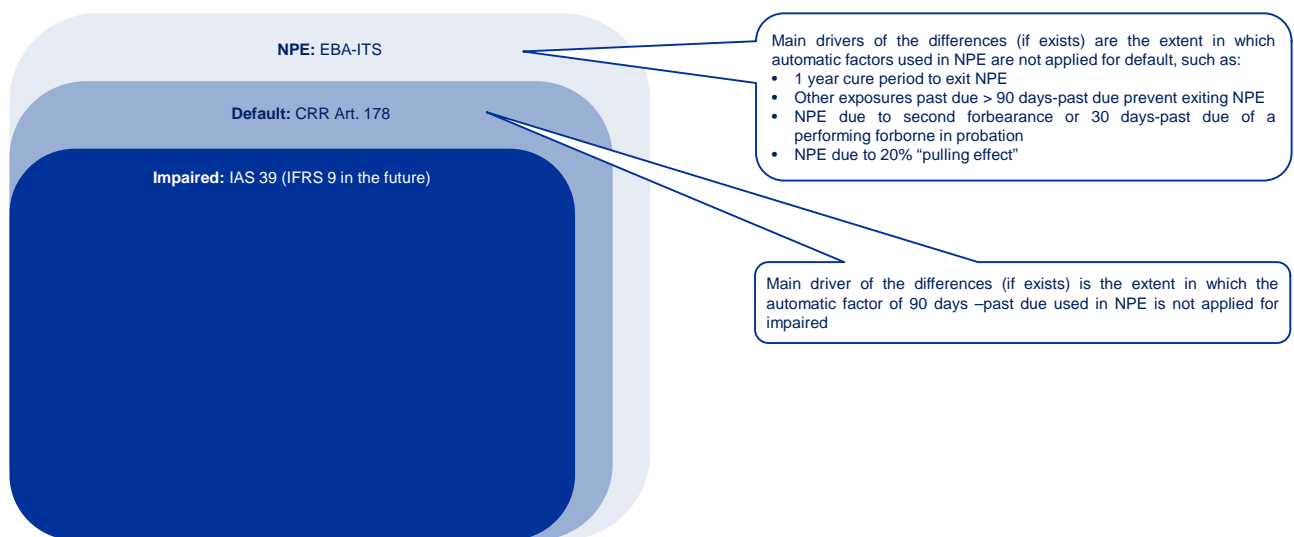 NPE: EBA-ITS
Default: CRR Art. 178
Impaired: IAS 39 (IFRS 9 in the future)
Main drivers of the differences (if exists) are the extent in which
automatic factors used in NPE are not applied for default, such as:
• 1 year cure period to exit NPE
• Other exposures past due > 90 days-past due prevent exiting NPE
• NPE due to second forbearance or 30 days-past due of a
performing forborne in probation
• NPE due to 20% “pulling effect”
Main driver of the differences (if exists) is the extent in which the
automatic factor of 90 days –past due used in NPE is not applied for
impaired